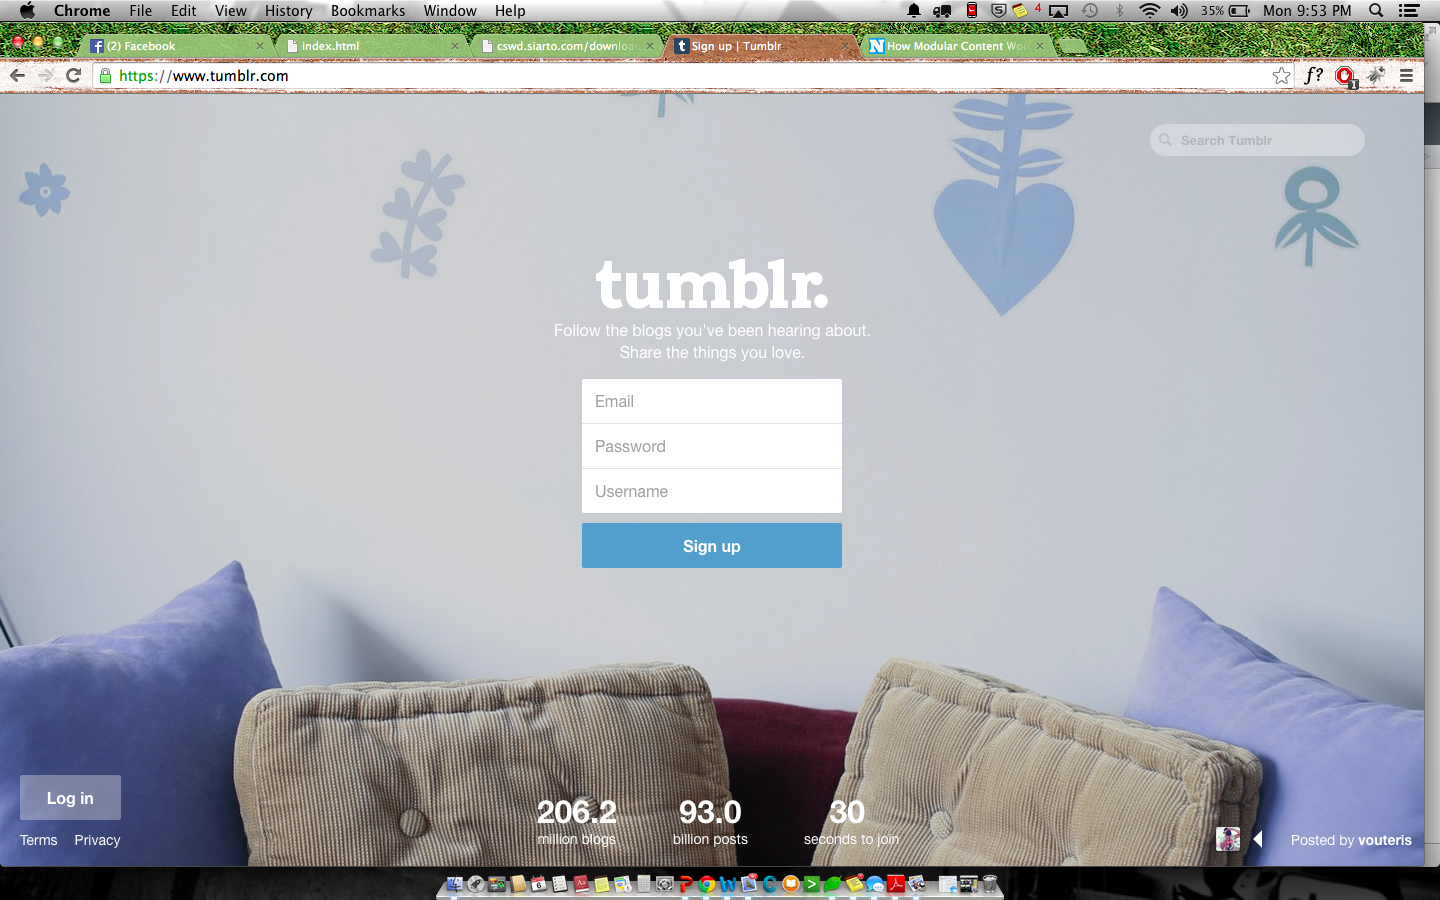 Chrome File Edit View History Bookmarks Window Help 4 35% Mon 9:53 PM
(2) Facebook index.html cswd.siarto.com/downlo Sign up | Tumblr How Modular Content Wo
https://www.tumblr.com f? 1
Search Tumblr
tumblr.
Follow the blogs you've been hearing about.
Share the things you love.
Email
Password
Username
Sign up
Log in
206.2 93.0 30
million blogs billion posts seconds to join
Terms Privacy
Posted by vouteris